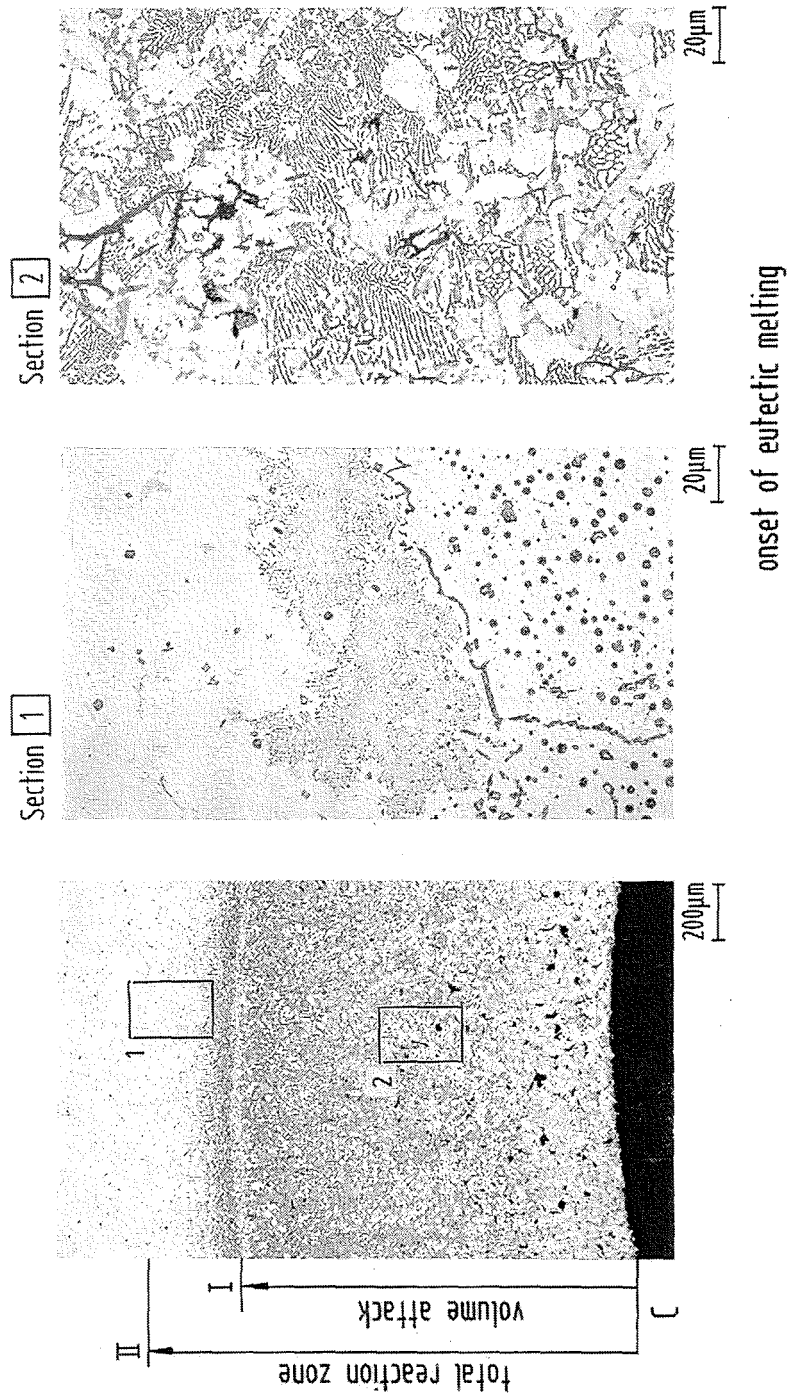 Section 1
Section 2
1
2
200µm
20µm
20µm
I
II
volume attack
total reaction zone
onset of eutectic melting